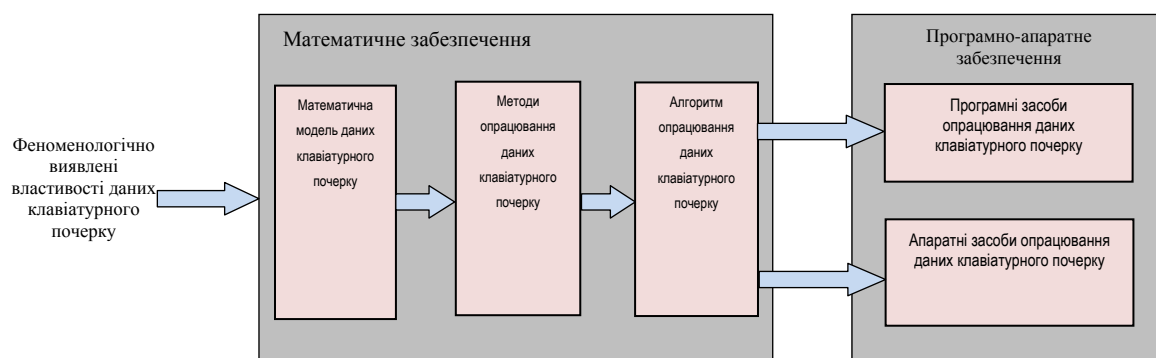 Феноменологічно
виявлені
властивості даних
клавіатурного
почерку
Математичне забезпечення
Математична
модель даних
клавіатурного
почерку
Методи
опрацювання
даних
клавіатурного
почерку
Алгоритм
опрацювання
даних
клавіатурного
почерку
Програмно-апаратне
забезпечення
Програмні засоби
опрацювання даних
клавіатурного почерку
Апаратні засоби опрацювання
даних клавіатурного почерку